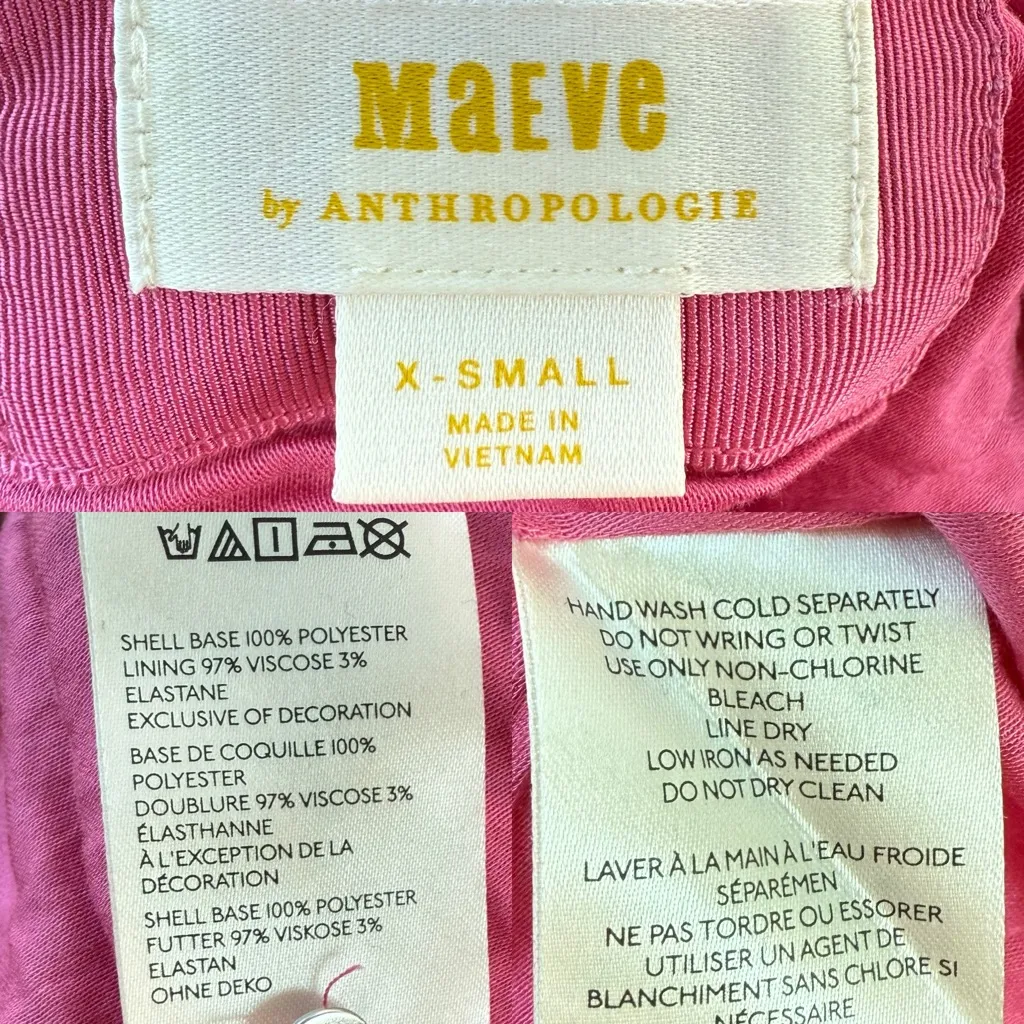 MaEve
by ANTHROPOLOGIE
X-SMALL
MADE IN
VIETNAM
SHELL BASE 100% POLYESTER
LINING 97% VISCOSE 3%
ELASTANE
EXCLUSIVE OF DECORATION
BASE DE COQUILLE 100%
POLYESTER
DOUBLURE 97% VISCOSE 3%
ÉLASTHANNE
À L'EXCEPTION DE LA
DÉCORATION
SHELL BASE 100% POLYESTER
FUTTER 97% VISKOSE 3%
ELASTAN
OHNE DEKO
HAND WASH COLD SEPARATELY
DO NOT WRING OR TWIST
USE ONLY NON-CHLORINE
BLEACH
LINE DRY
LOW IRON AS NEEDED
DO NOT DRY CLEAN
LAVER À LA MAIN À L'EAU FROIDE
SÉPARÉMEN
NE PAS TORDRE OU ESSORER
UTILISER UN AGENT DE
BLANCHIMENT SANS CHLORE SI
NÉCESSAIRE